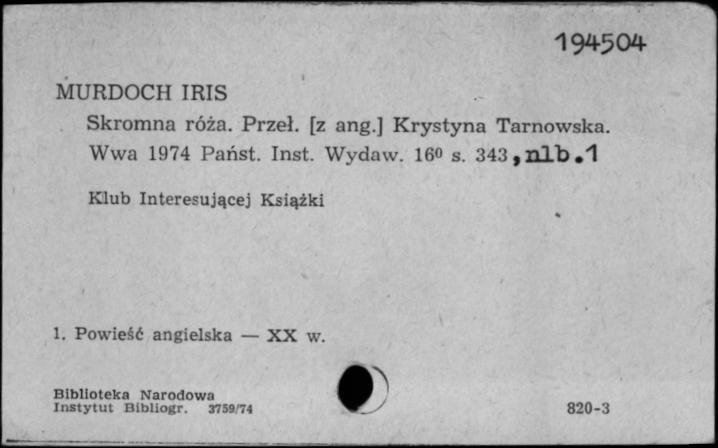 194504
MURDOCH IRIS
Skromna róża. Przeł. [z ang.] Krystyna Tarnowska.
Wwa 1974 Państ. Inst. Wydaw. 16⁰ s. 343, nlb.1
Klub Interesującej Książki
1. Powieść angielska — XX w.
Biblioteka Narodowa
Instytut Bibliogr. 3759/74
820-3